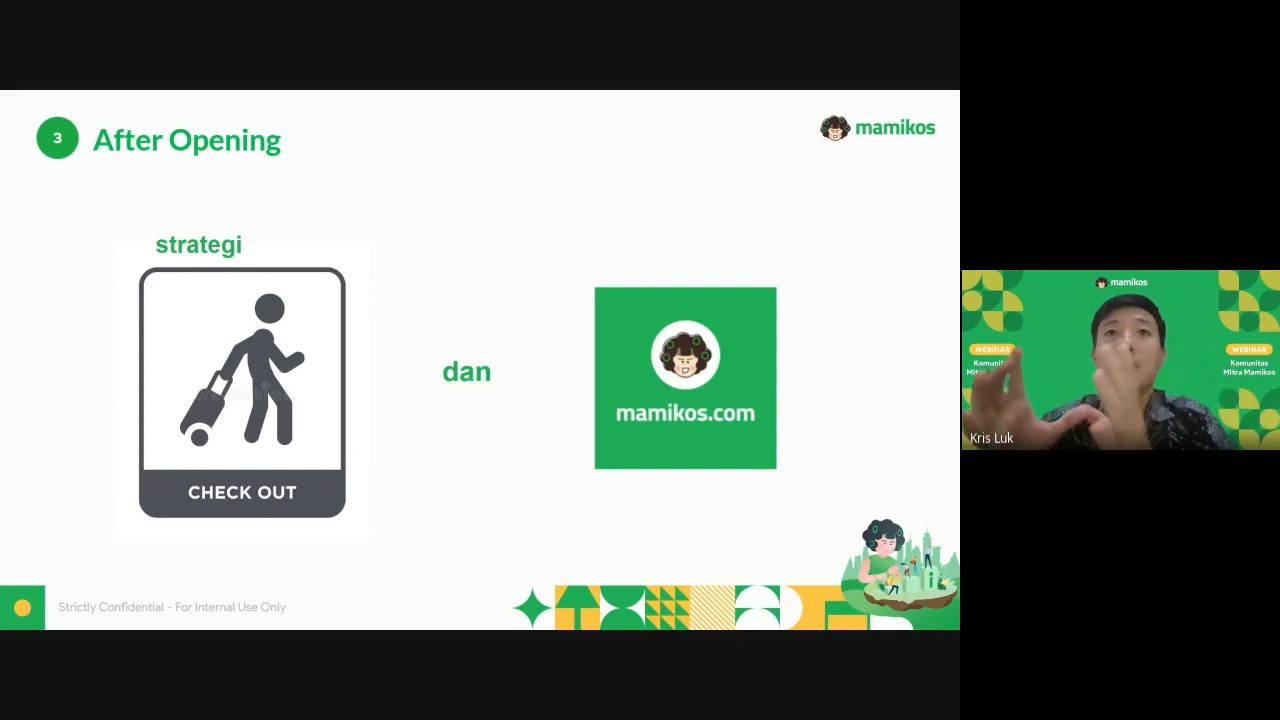 3
After Opening
mamikos
strategi
CHECK OUT
dan
mamikos.com
Strictly Confidential - For Internal Use Only
mamikos
WEBINAR
WEBINAR
Komunitas
Mitra Mamikos
Kris Luk